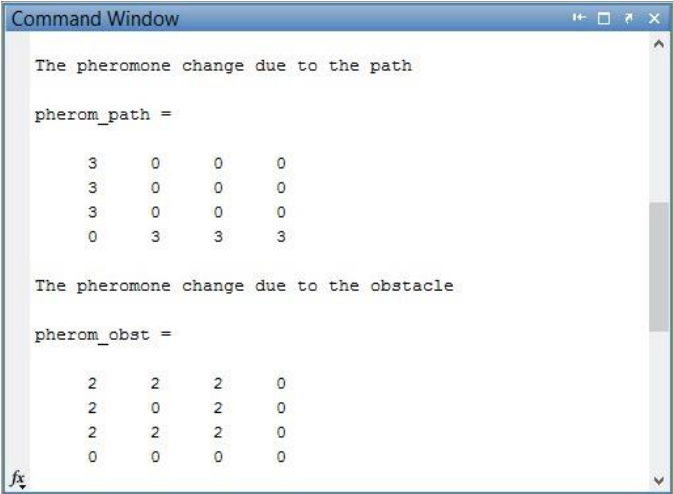 Command Window
The pheromone change due to the path
pherom_path =
3 0 0 0
3 0 0 0
3 0 0 0
0 3 3 3
The pheromone change due to the obstacle
pherom_obst =
2 2 2 0
2 0 2 0
2 2 2 0
0 0 0 0
fx